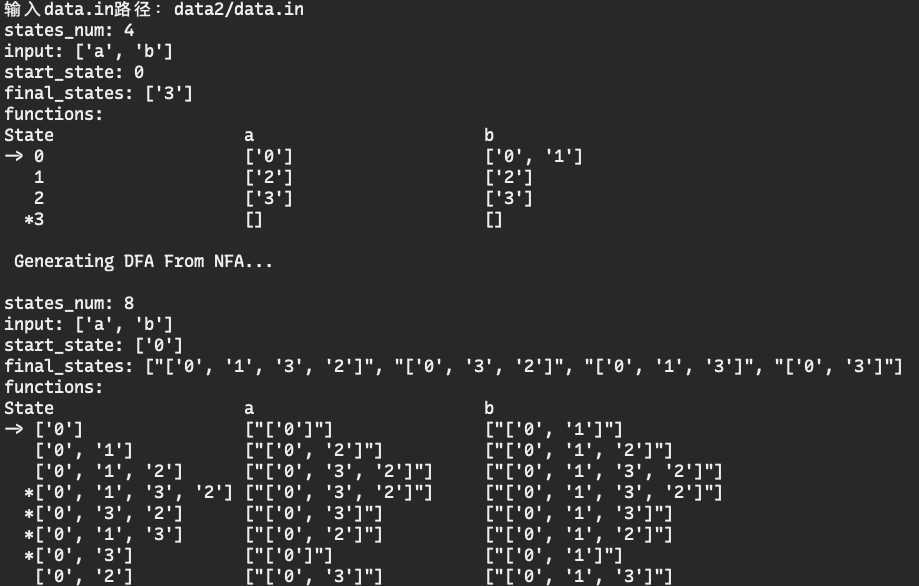 输入data.in路径: data2/data.in
states_num: 4
input: ['a', 'b']
start_state: 0
final_states: ['3']
functions:
State                   a                       b
-> 0                    ['0']                   ['0', '1']
   1                    ['2']                   ['2']
   2                    ['3']                   ['3']
  *3                    []                      []
 Generating DFA From NFA...
states_num: 8
input: ['a', 'b']
start_state: ['0']
final_states: ["['0', '1', '3', '2']", "['0', '3', '2']", "['0', '1', '3']", "['0', '3']"]
functions:
State                   a                       b
-> ['0']                ["['0']"]               ["['0', '1']"]
   ['0', '1']           ["['0', '2']"]          ["['0', '1', '2']"]
   ['0', '1', '2']      ["['0', '3', '2']"]     ["['0', '1', '3', '2']"]
  *['0', '1', '3', '2'] ["['0', '3', '2']"]     ["['0', '1', '3', '2']"]
  *['0', '3', '2']      ["['0', '3']"]          ["['0', '1', '3']"]
  *['0', '1', '3']      ["['0', '2']"]          ["['0', '1', '2']"]
  *['0', '3']           ["['0']"]               ["['0', '1']"]
   ['0', '2']           ["['0', '3']"]          ["['0', '1', '3']"]